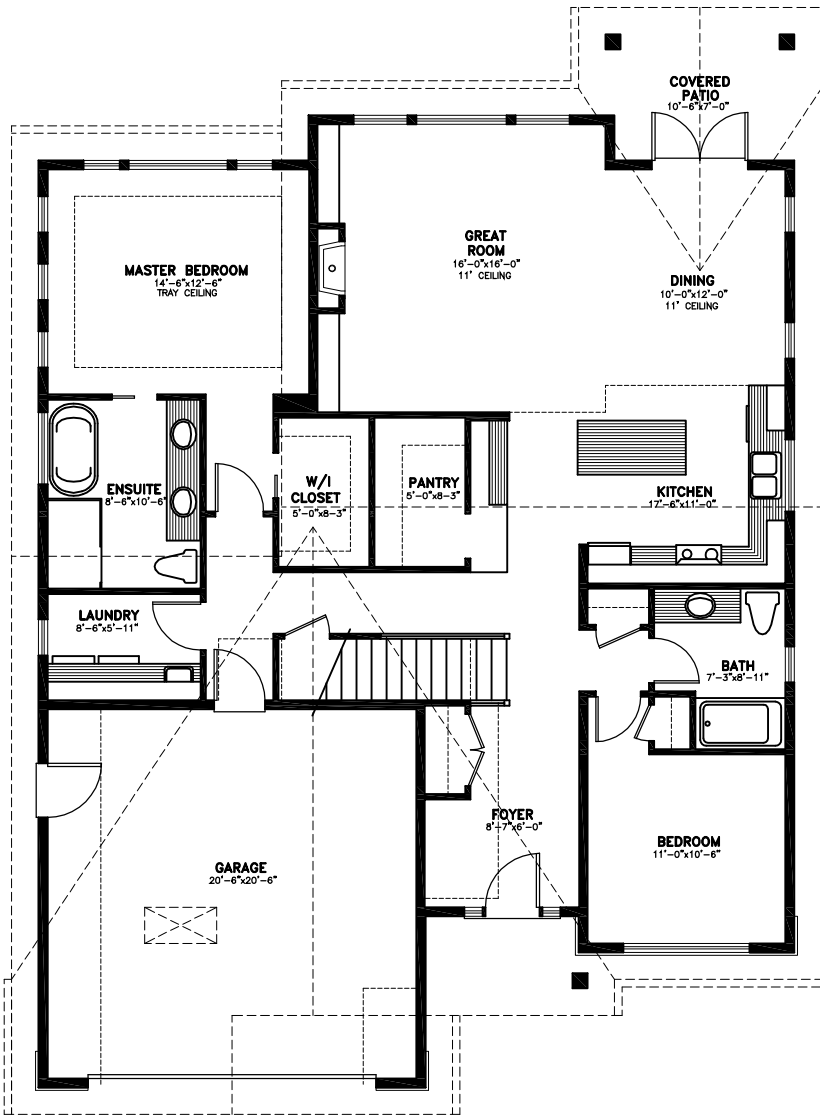 COVERED
PATIO
10'-6"x7'-0"
GREAT
ROOM
16'-0"x16'-0"
11' CEILING
MASTER BEDROOM
14'-6"x12'-6"
TRAY CEILING
DINING
10'-0"x12'-0"
11' CEILING
ENSUITE
8'-6"x10'-6"
W/I
CLOSET
5'-0"x8'-3"
PANTRY
5'-0"x8'-3"
KITCHEN
17'-6"x11'-0"
LAUNDRY
8'-6"x5'-11"
BATH
7'-3"x8'-11"
FOYER
8'-7"x6'-0"
BEDROOM
11'-0"x10'-6"
GARAGE
20'-6"x20'-6"